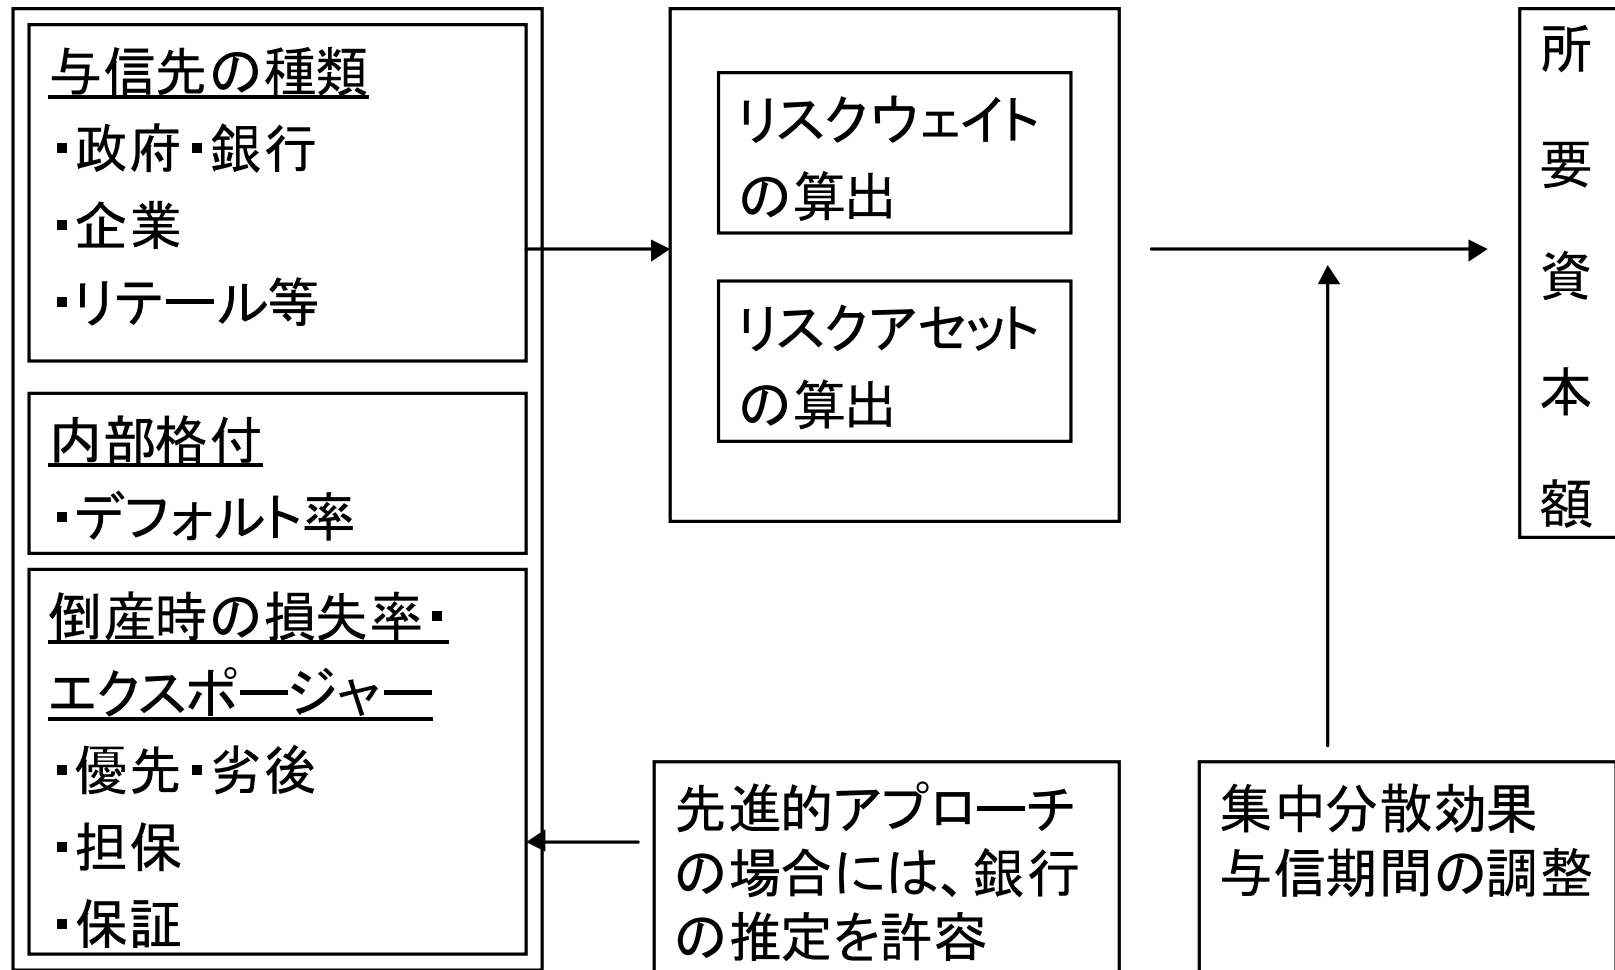 与信先の種類
・政府・銀行
・企業
・リテール等
内部格付
・デフォルト率
倒産時の損失率・
エクスポージャー
・優先・劣後
・担保
・保証
リスクウェイト
の算出
リスクアセット
の算出
先進的アプローチ
の場合には、銀行
の推定を許容
集中分散効果
与信期間の調整
所
要
資
本
額